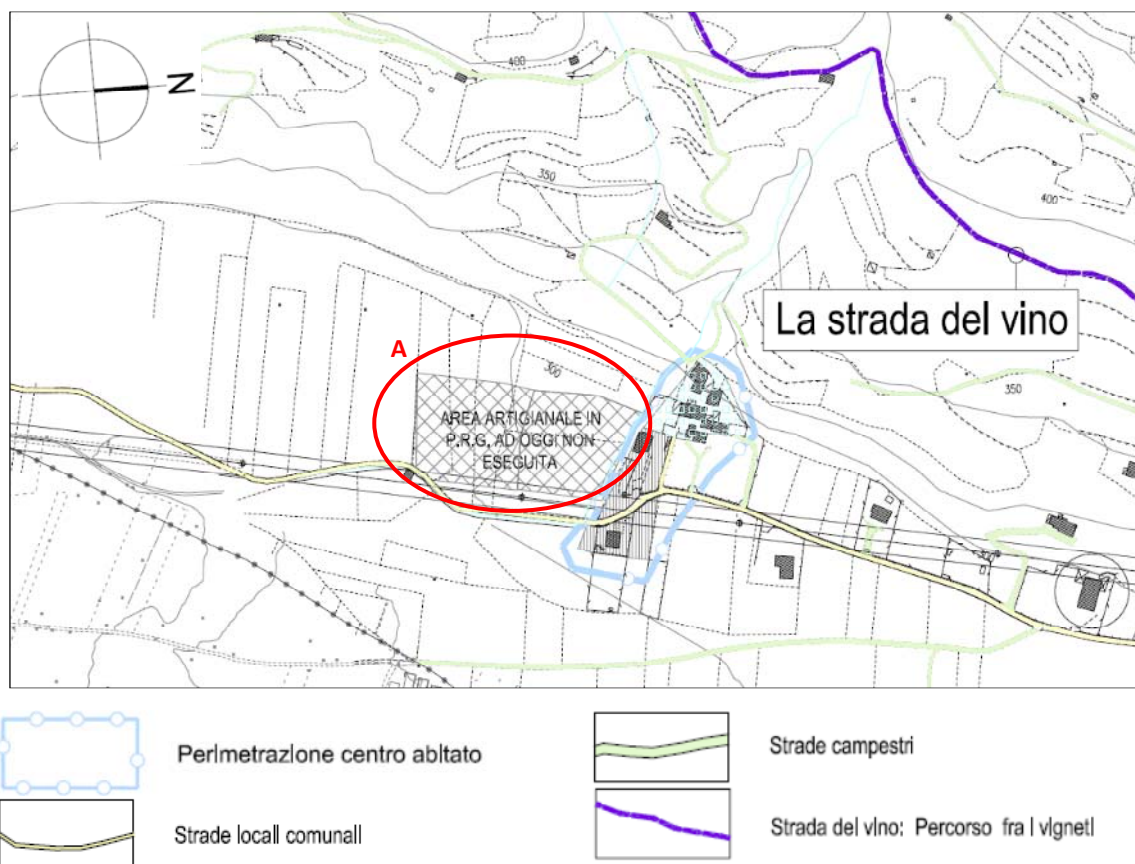 N
400
350
400
La strada del vino
A
300
350
AREA ARTIGIANALE IN
P.R.G. AD OGGI NON
ESEGUITA
Perimetrazione centro abitato
Strade campestri
Strade locali comunali
Strada del vino: Percorso fra i vigneti